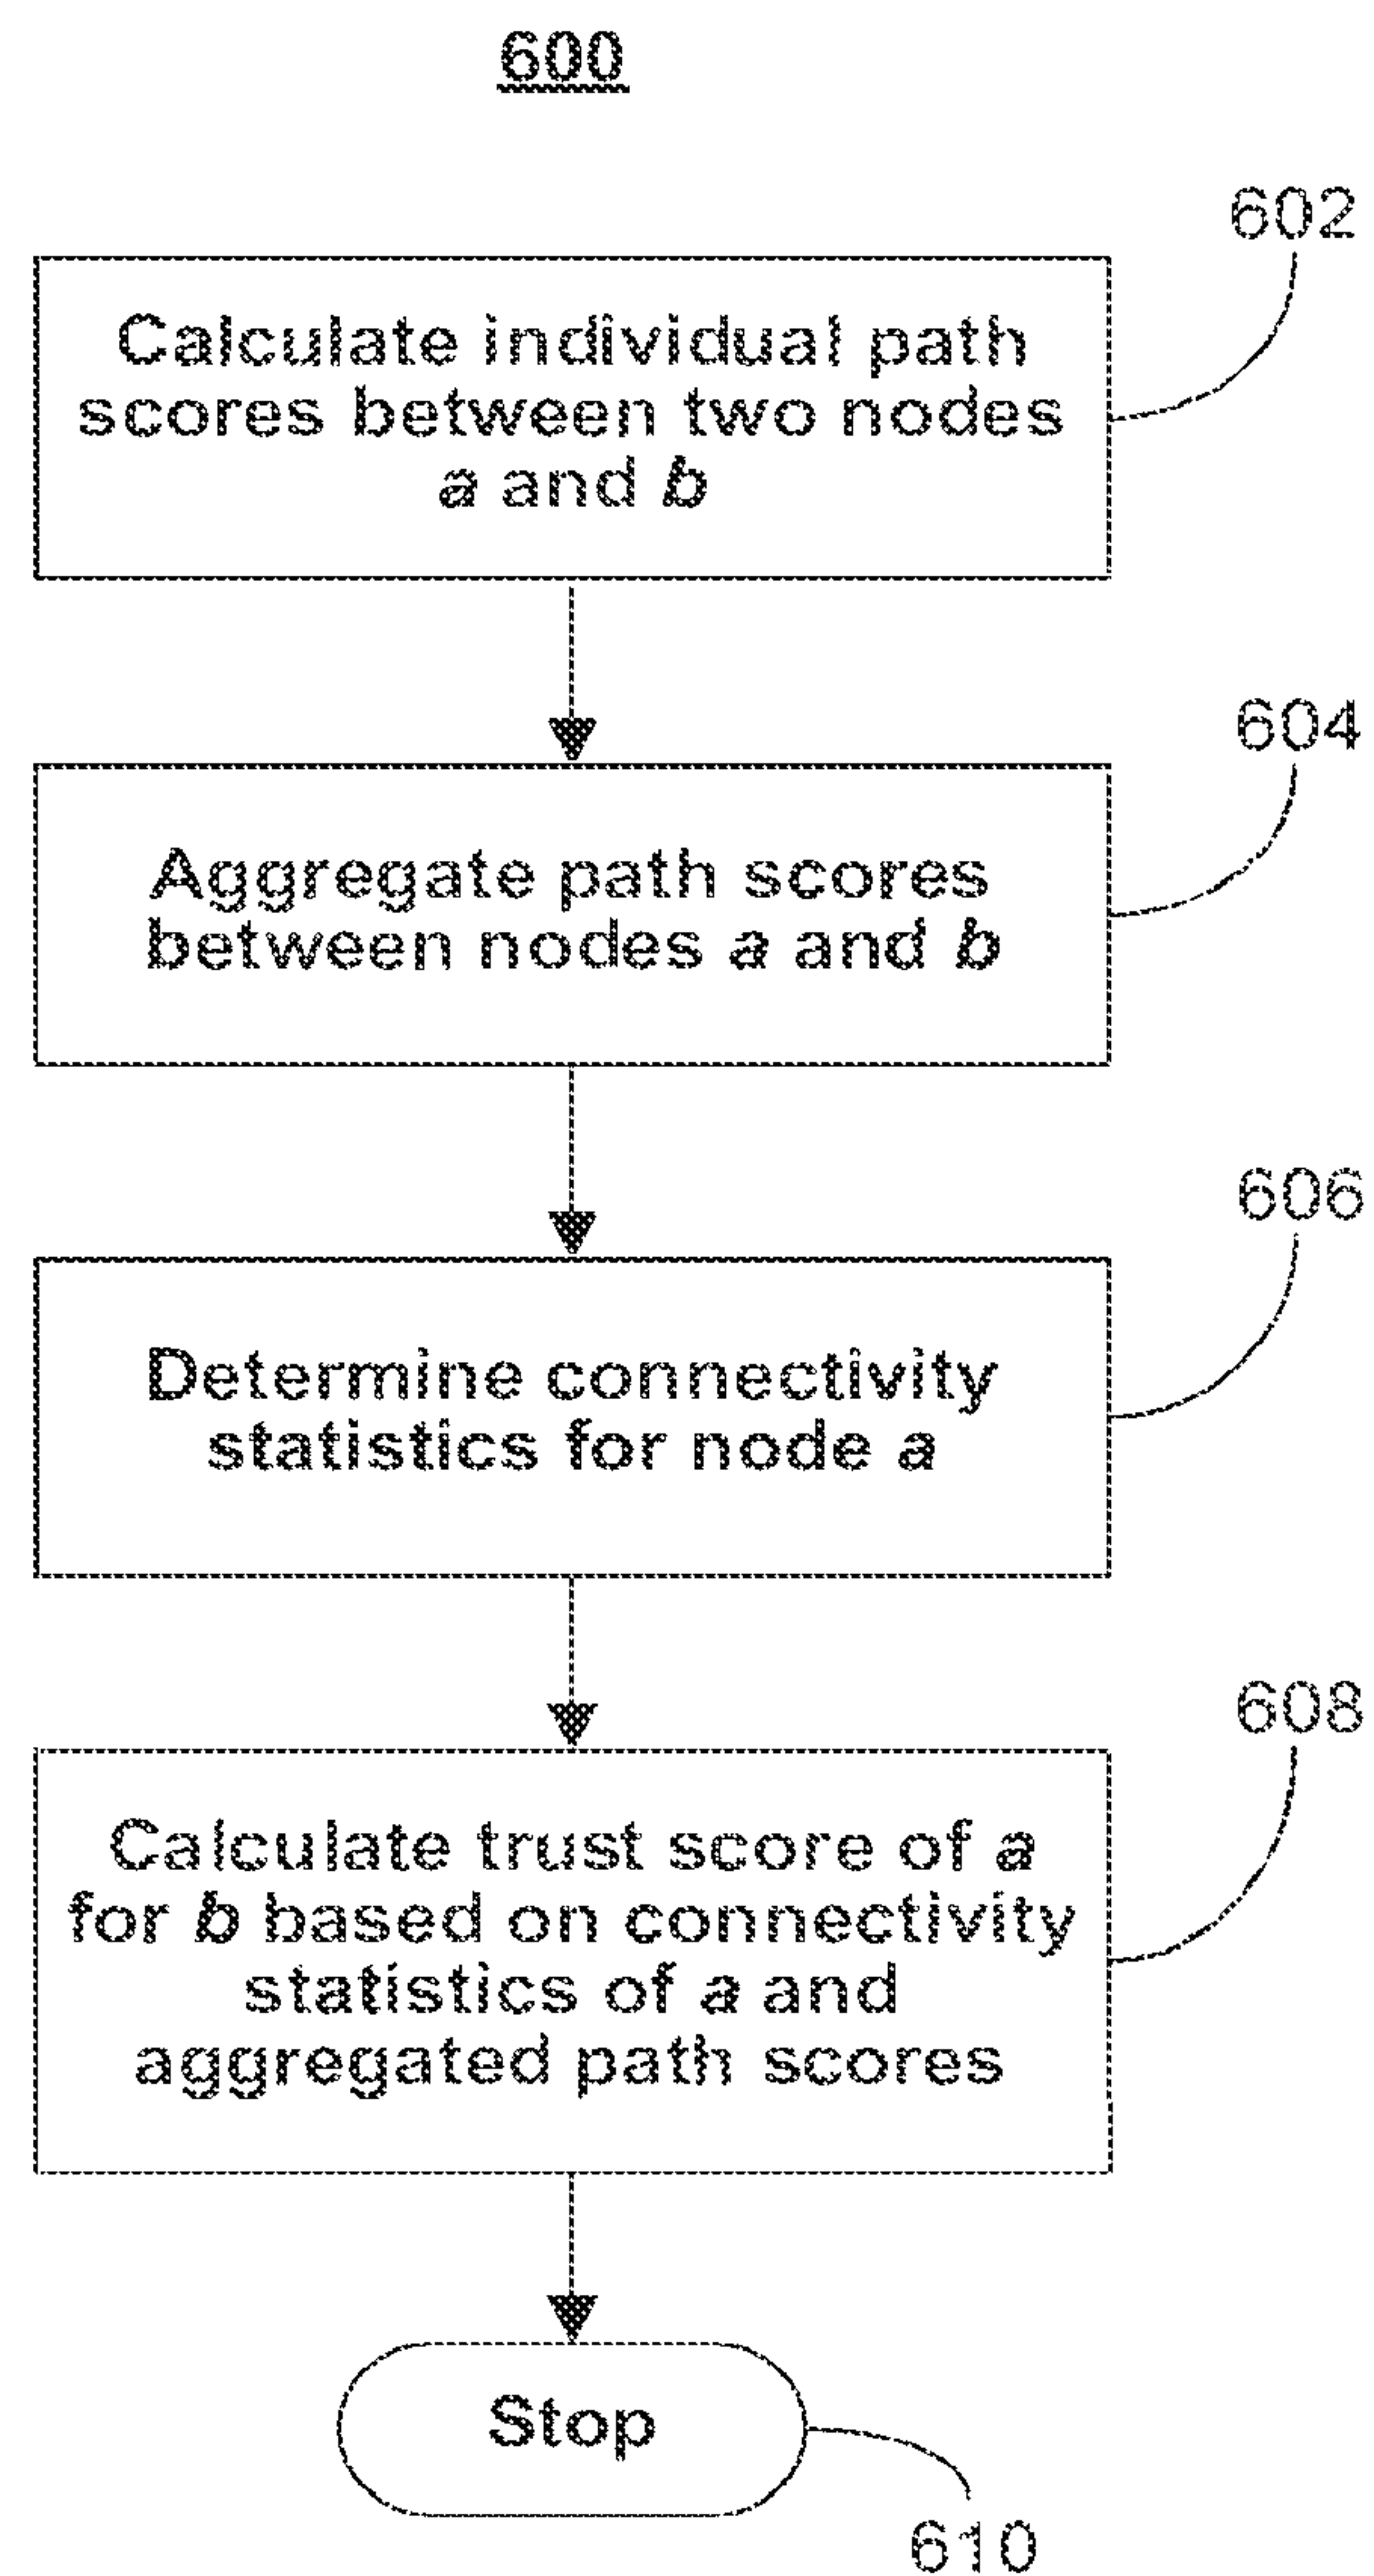 600
602
Calculate individual path
scores between two nodes
a and b
604
Aggregate path scores
between nodes a and b
606
Determine connectivity
statistics for node a
608
Calculate trust score of a
for b based on connectivity
statistics of a and
aggregated path scores
Stop
610